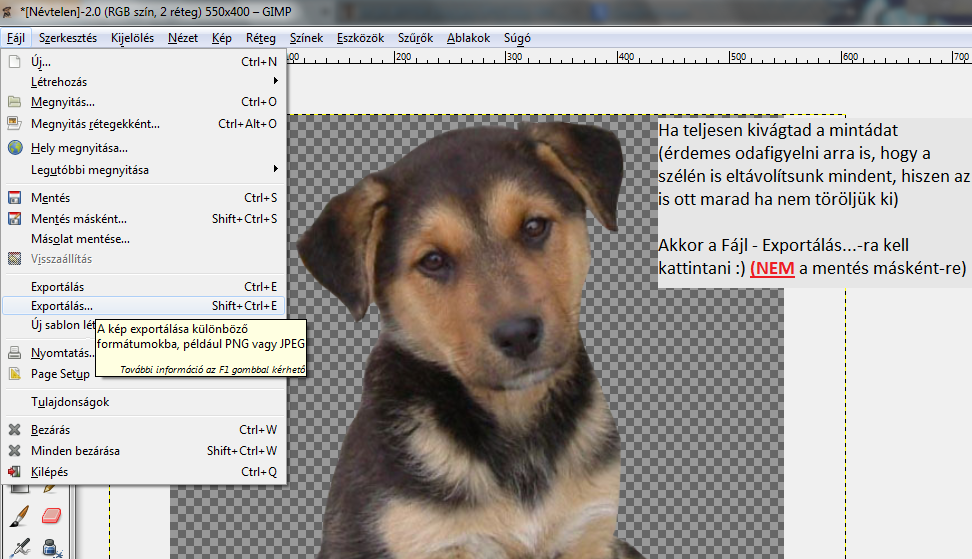 *[Névtelen]-2.0 (RGB szín, 2 réteg) 550x400 – GIMP
Fájl Szerkesztés Kijelölés Nézet Kép Réteg Színek Eszközök Szűrők Ablakok Súgó
200 300 400 500 600 700
Új... Ctrl+N
Létrehozás
Megnyitás... Ctrl+O
Megnyitás rétegekként... Ctrl+Alt+O
Hely megnyitása...
Legutóbbi megnyitása
Mentés Ctrl+S
Mentés másként... Shift+Ctrl+S
Másolat mentése...
Visszaállítás
Exportálás Ctrl+E
Exportálás... Shift+Ctrl+E
Új sablon lét
A kép exportálása különböző
formátumokba, például PNG vagy JPEG
További információ az F1 gombbal kérhető
Nyomtatás..
Page Setup
Tulajdonságok
Bezárás Ctrl+W
Minden bezárása Shift+Ctrl+W
Kilépés Ctrl+Q
Ha teljesen kivágtad a mintádat
(érdemes odafigyelni arra is, hogy a
szélén is eltávolítsunk mindent, hiszen az
is ott marad ha nem töröljük ki)
Akkor a Fájl - Exportálás...-ra kell
kattintani :) (NEM a mentés másként-re)